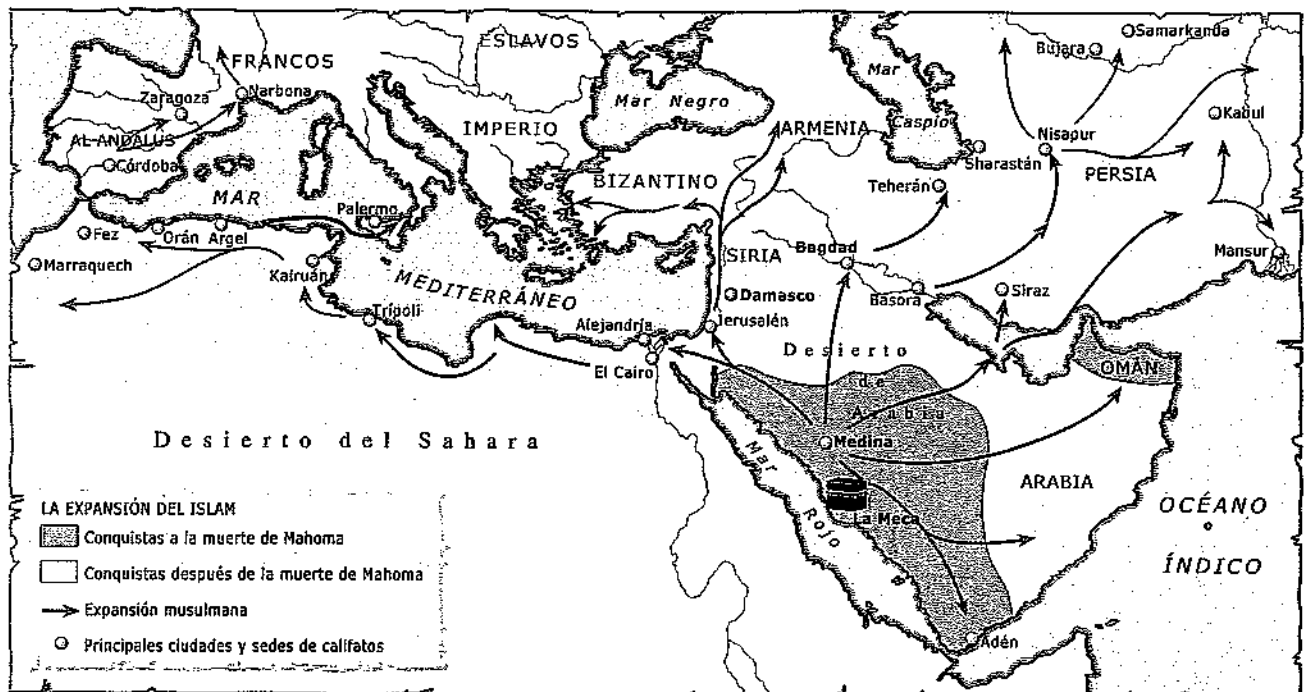 ESLAVOS
Samarkanda
Bujara
FRANCOS
Mar
Caspio
Narbona
Zaragoza
Mar Negro
Kabul
AL-ANDALUS
IMPERIO
ARMENIA
Nisapur
Córdoba
Sharastán
BIZANTINO
PERSIA
Teherán
MAR
Palermo
Fez
Orán
Argel
SIRIA
Bagdad
Mansur
Marraquech
Kairuán
MEDITERRÁNEO
Damasco
Basora
Siraz
Trípoli
Alejandría
Jerusalén
Desierto
de
Arabia
El Cairo
OMÁN
Desierto del Sahara
Medina
Mar
Rojo
ARABIA
La Meca
OCÉANO
ÍNDICO
Adén
LA EXPANSIÓN DEL ISLAM
Conquistas a la muerte de Mahoma
Conquistas después de la muerte de Mahoma
Expansión musulmana
Principales ciudades y sedes de califatos